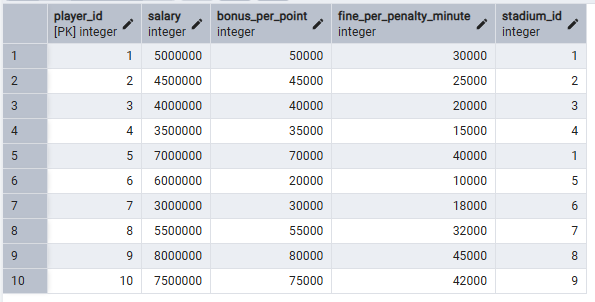 player_id salary bonus_per_point fine_per_penalty_minute stadium_id
[PK] integer integer integer integer integer
1 1 5000000 50000 30000 1
2 2 4500000 45000 25000 2
3 3 4000000 40000 20000 3
4 4 3500000 35000 15000 4
5 5 7000000 70000 40000 1
6 6 6000000 20000 10000 5
7 7 3000000 30000 18000 6
8 8 5500000 55000 32000 7
9 9 8000000 80000 45000 8
10 10 7500000 75000 42000 9